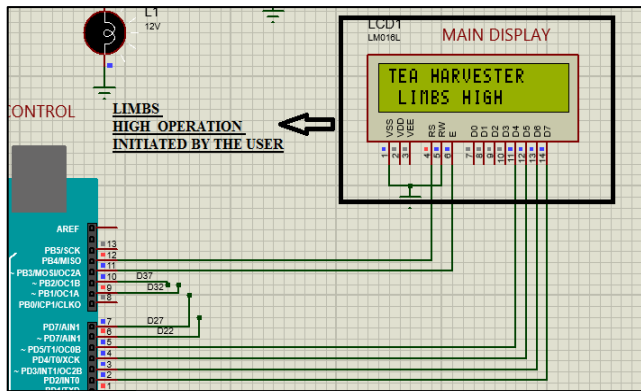 L1
12V
LCD1
LM016L
MAIN DISPLAY
TEA HARVESTER
LIMBS HIGH
VSS
VDD
VEE
RS
RW
E
D0
D1
D2
D3
D4
D5
D6
D7
1
2
3
4
5
6
7
8
9
10
11
12
13
14
CONTROL
LIMBS
HIGH OPERATION
INITIATED BY THE USER
AREF
PB5/SCK
13
PB4/MISO
12
~ PB3/MOSI/OC2A
11
~ PB2/OC1B
10
D37
~ PB1/OC1A
9
D32
PB0/ICP1/CLKO
8
PD7/AIN1
7
D27
~ PD7/AIN1
6
D22
~ PD5/T1/OC0B
5
PD4/T0/XCK
4
~ PD3/INT1/OC2B
3
PD2/INT0
2
PD1/TXD
1